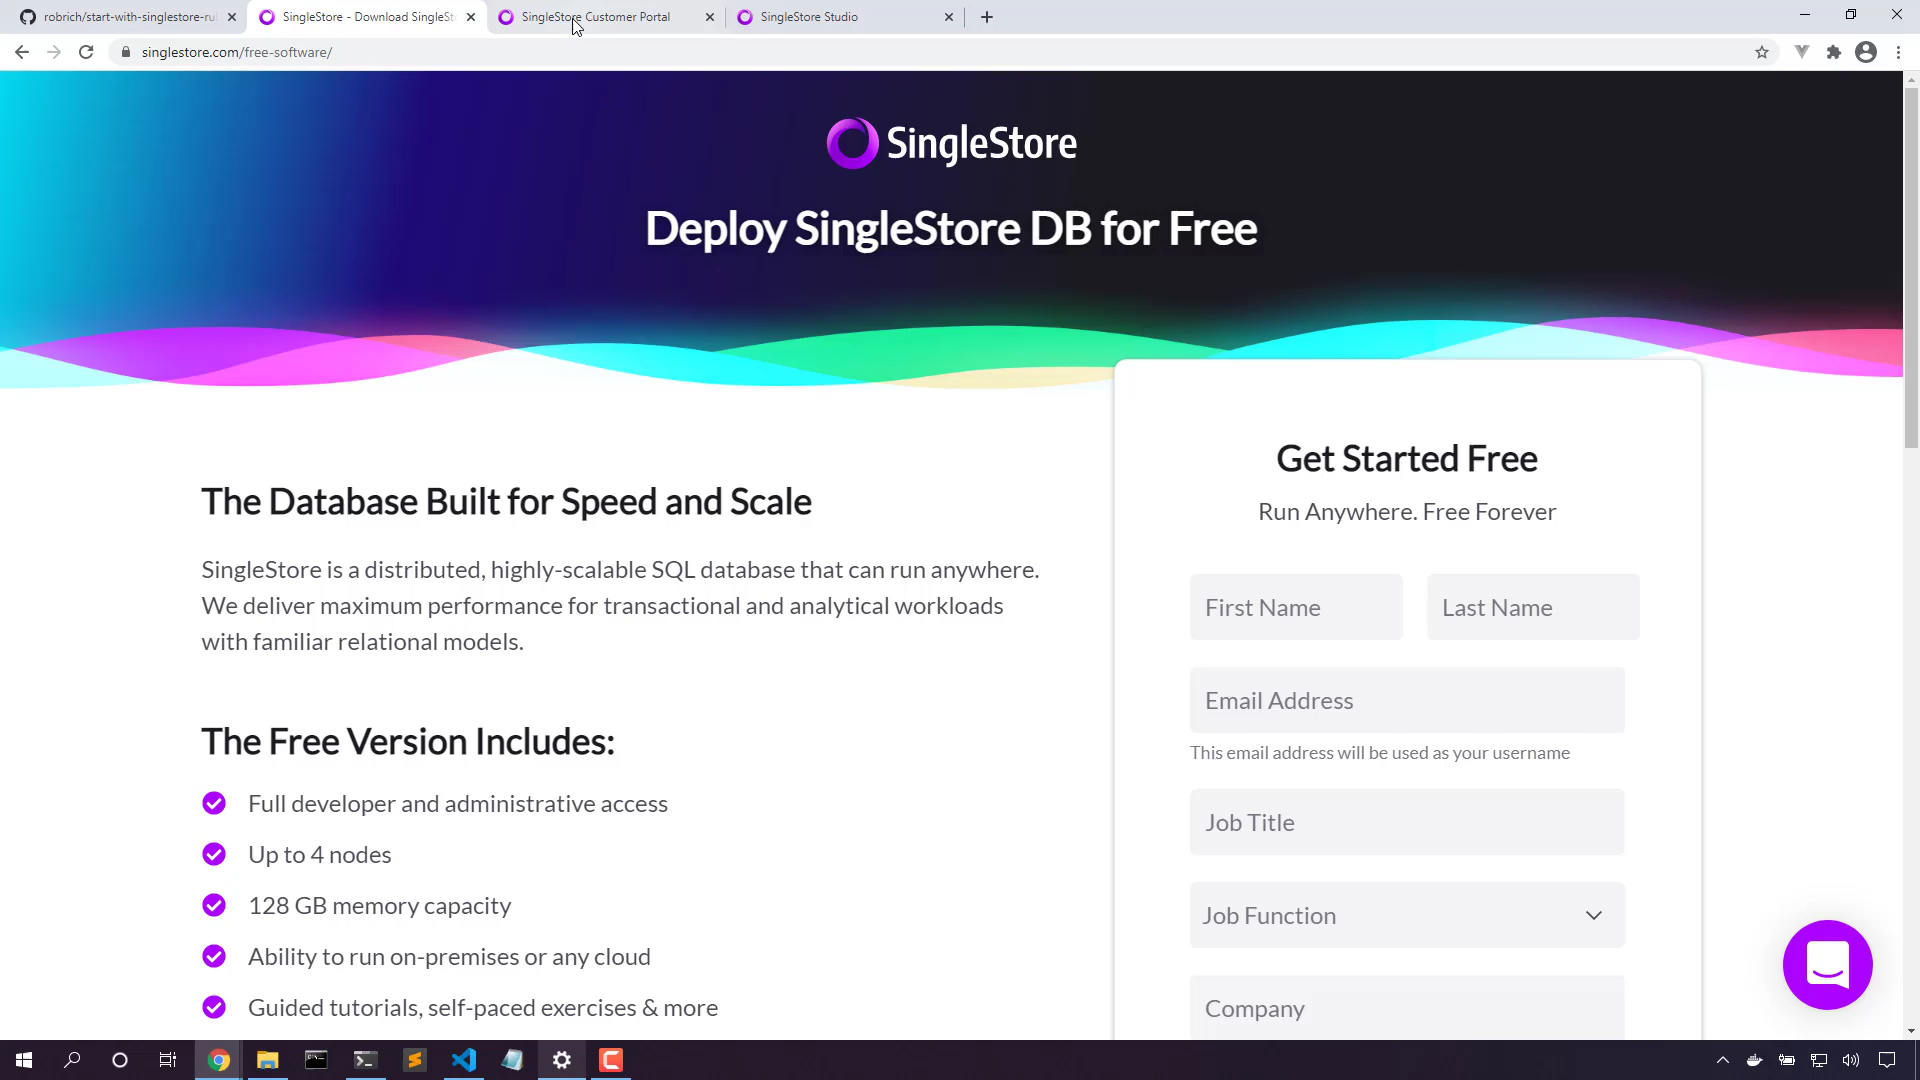 robrich/start-with-singlestore-ru
SingleStore - Download SingleSt
SingleStore Customer Portal
SingleStore Studio
singlestore.com/free-software/
SingleStore
Deploy SingleStore DB for Free
The Database Built for Speed and Scale
SingleStore is a distributed, highly-scalable SQL database that can run anywhere.
We deliver maximum performance for transactional and analytical workloads
with familiar relational models.
The Free Version Includes:
Full developer and administrative access
Up to 4 nodes
128 GB memory capacity
Ability to run on-premises or any cloud
Guided tutorials, self-paced exercises & more
Get Started Free
Run Anywhere. Free Forever
First Name
Last Name
Email Address
This email address will be used as your username
Job Title
Job Function
Company